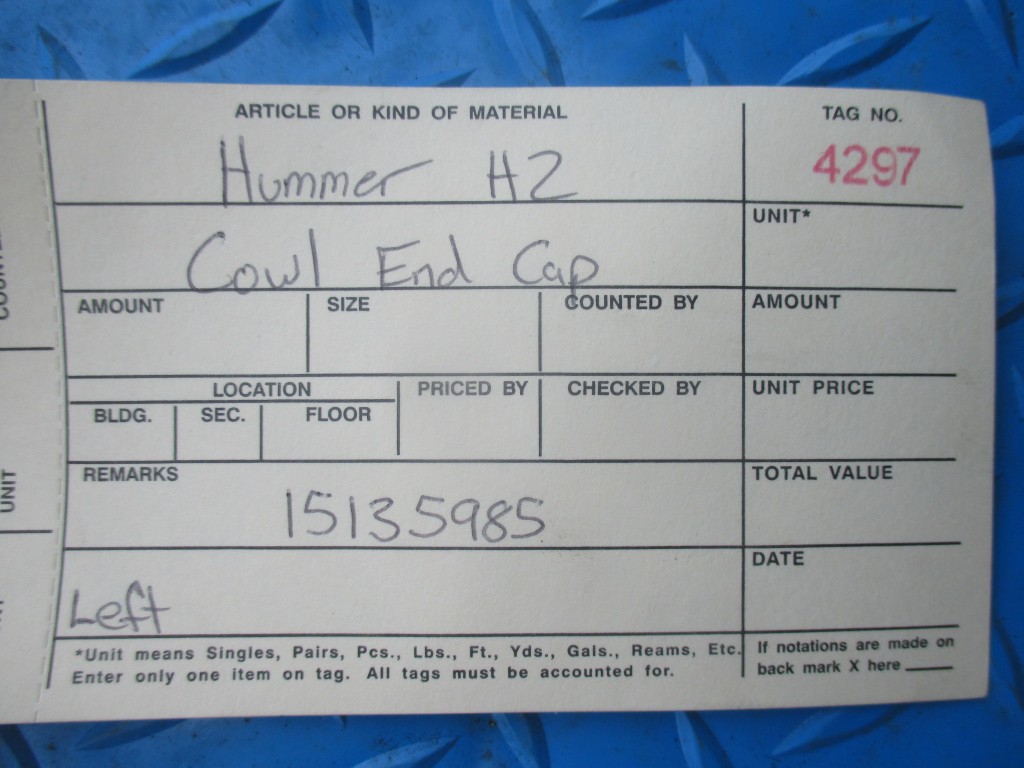 ARTICLE OR KIND OF MATERIAL
TAG NO.
Hummer H2
4297
UNIT*
Cowl End Cap
AMOUNT
SIZE
COUNTED BY
AMOUNT
LOCATION
PRICED BY
CHECKED BY
UNIT PRICE
BLDG.
SEC.
FLOOR
REMARKS
TOTAL VALUE
15135985
DATE
Left
*Unit means Singles, Pairs, Pcs., Lbs., Ft., Yds., Gals., Reams, Etc.
Enter only one item on tag. All tags must be accounted for.
If notations are made on
back mark X here
UNIT